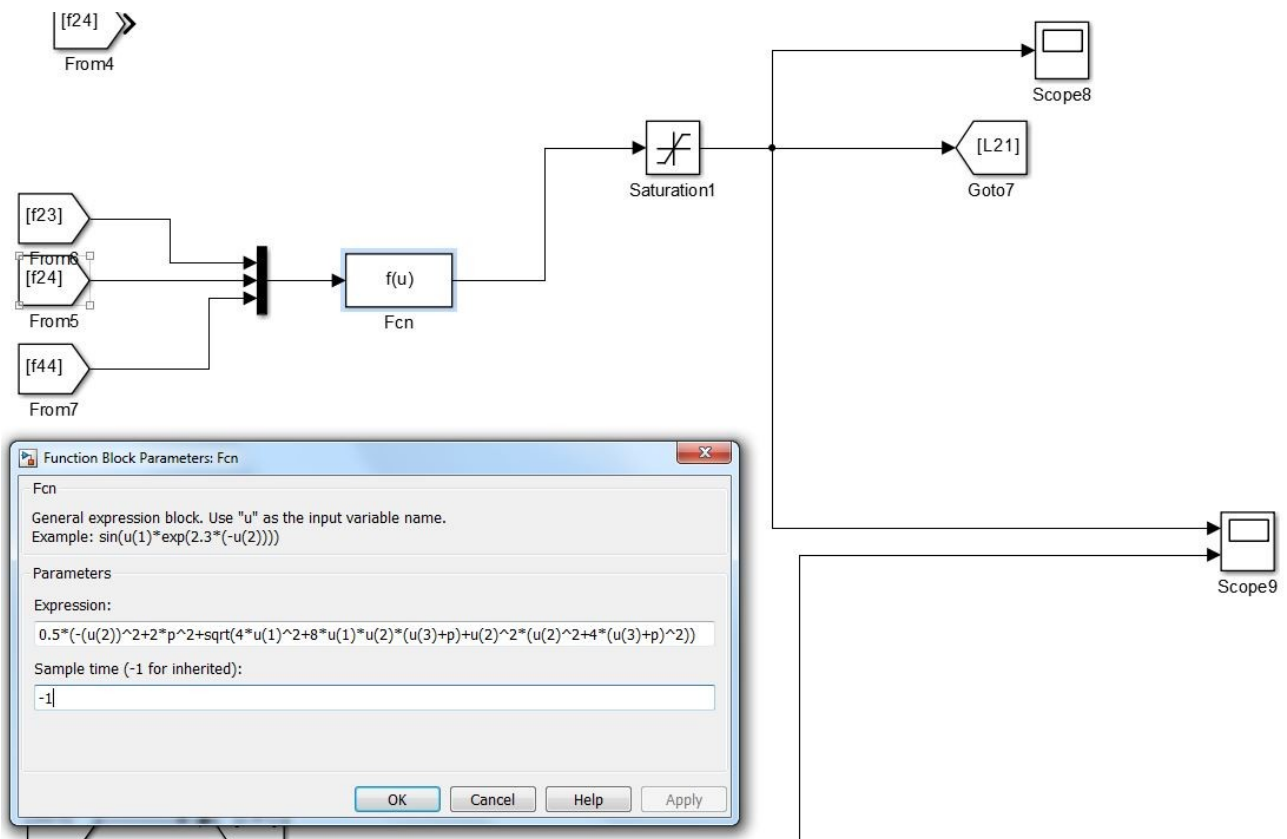 [f24]
From4
Scope8
[L21]
Goto7
Saturation1
[f23]
From6
[f24]
From5
f(u)
Fcn
[f44]
From7
Scope9
Function Block Parameters: Fcn
Fcn
General expression block. Use "u" as the input variable name.
Example: sin(u(1)*exp(2.3*(-u(2))))
Parameters
Expression:
0.5*(-(u(2))^2+2*p^2+sqrt(4*u(1)^2+8*u(1)*u(2)*(u(3)+p)+u(2)^2*(u(2)^2+4*(u(3)+p)^2))
Sample time (-1 for inherited):
-1
OK
Cancel
Help
Apply